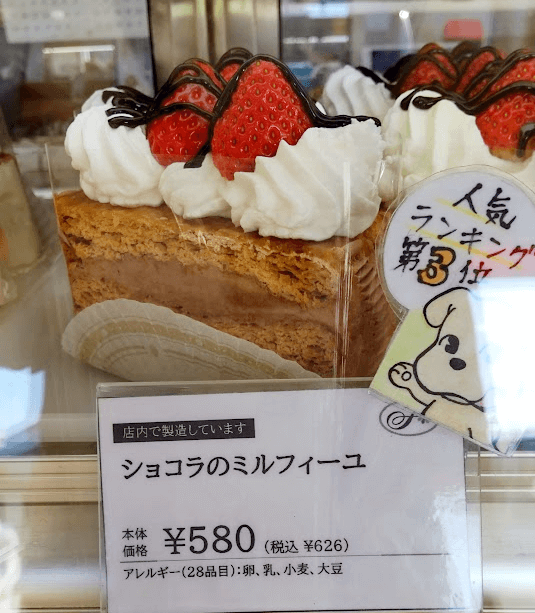 人気
ランキング
第3位
店内で製造しています
ショコラのミルフィーユ
本体
価格 ¥580 (税込 ¥626)
アレルギー(28品目):卵、乳、小麦、大豆